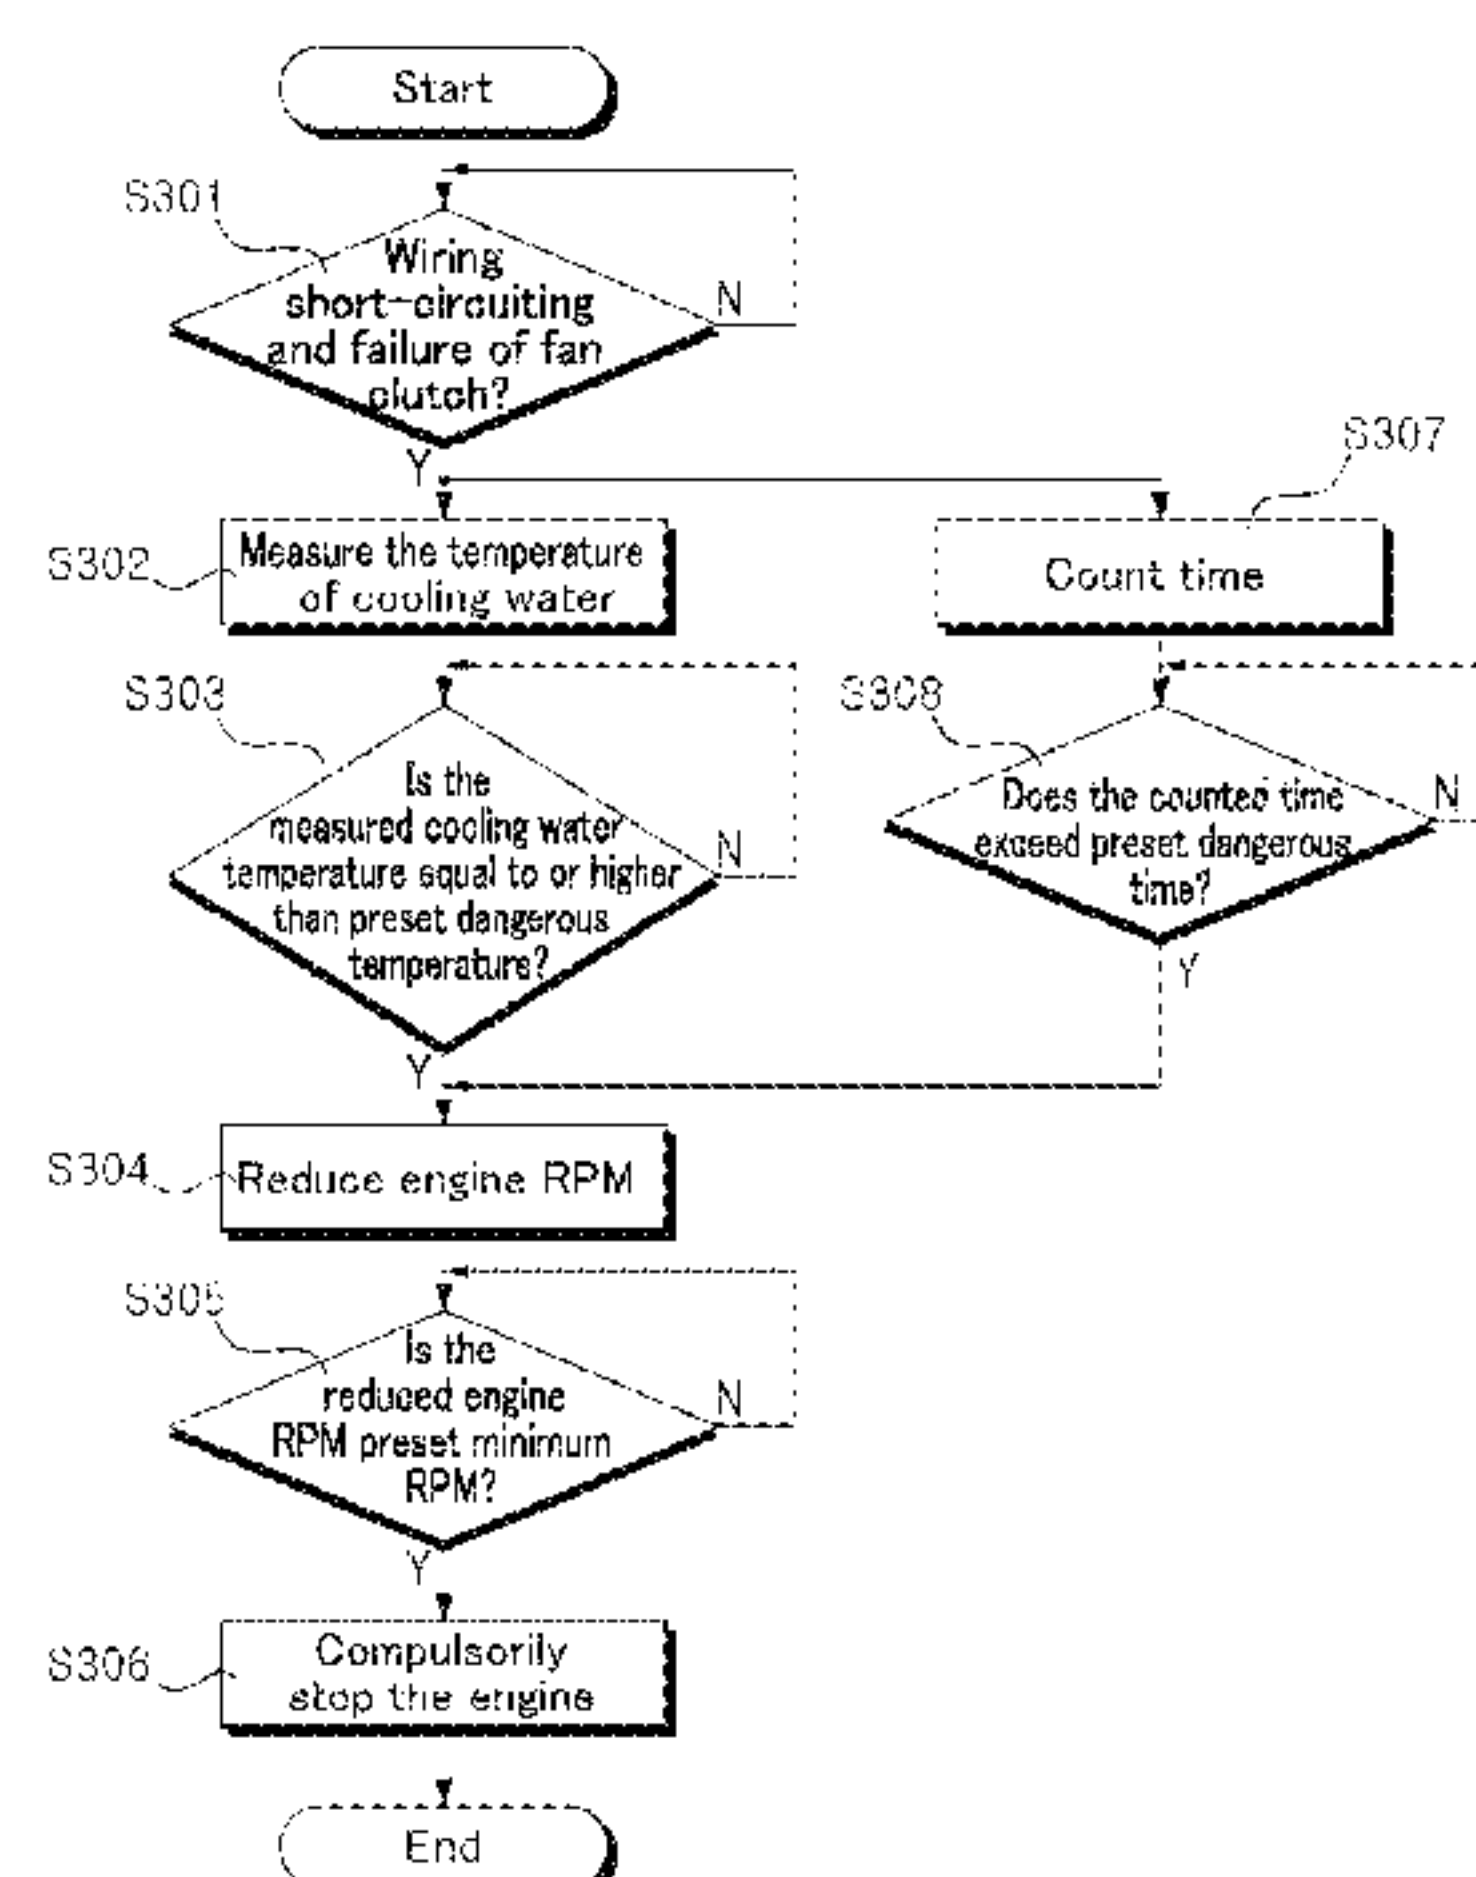 Start
S301
Wiring
short-circuiting
and failure of fan
clutch?
N
Y
S307
S302
Measure the temperature
of cooling water
Count time
S303
Is the
measured cooling water
temperature equal to or higher
than preset dangerous
temperature?
N
Y
S308
Does the counted time
exceed preset dangerous
time?
N
Y
S304
Reduce engine RPM
S305
Is the
reduced engine
RPM preset minimum
RPM?
N
Y
S306
Compulsorily
stop the engine
End